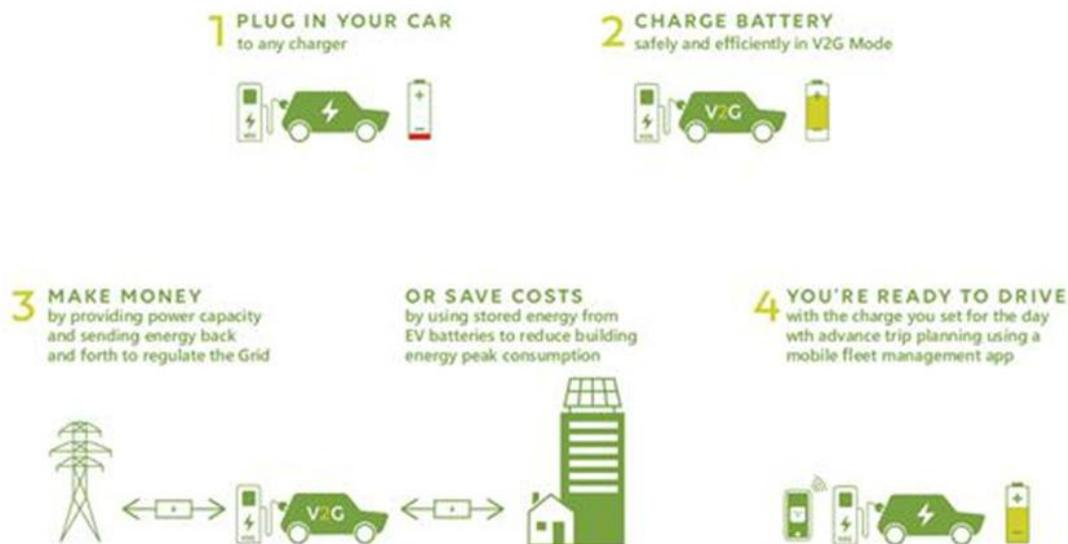 1 PLUG IN YOUR CAR
to any charger
2 CHARGE BATTERY
safely and efficiently in V2G Mode
V2G
3 MAKE MONEY
by providing power capacity
and sending energy back
and forth to regulate the Grid
OR SAVE COSTS
by using stored energy from
EV batteries to reduce building
energy peak consumption
V2G
4 YOU'RE READY TO DRIVE
with the charge you set for the day
wth advance trip planning using a
mobile fleet management app